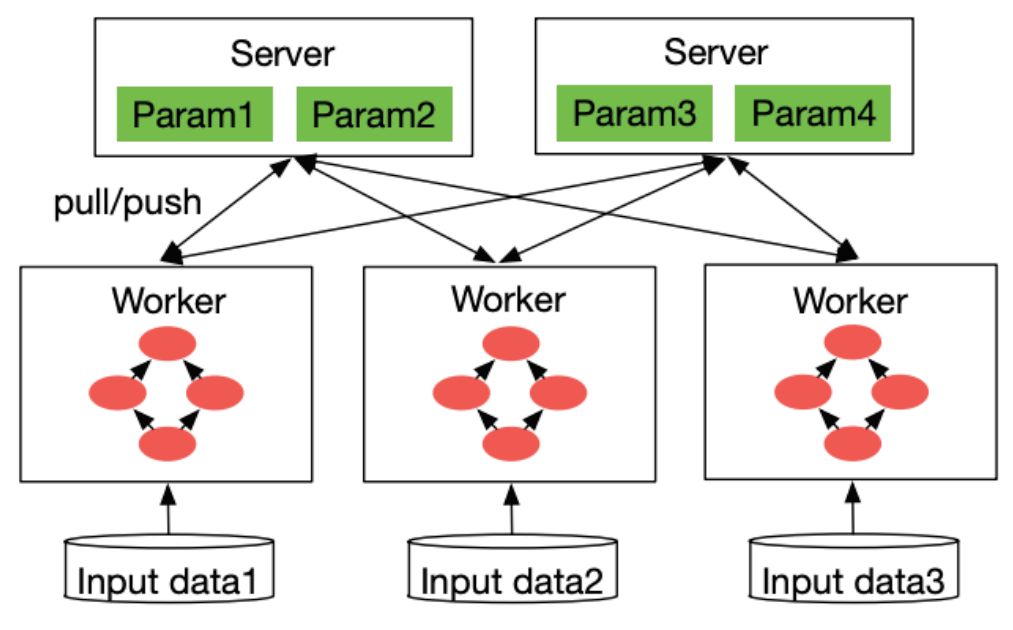 Server
Server
Param1
Param2
Param3
Param4
pull/push
Worker
Worker
Worker
Input data1
Input data2
Input data3